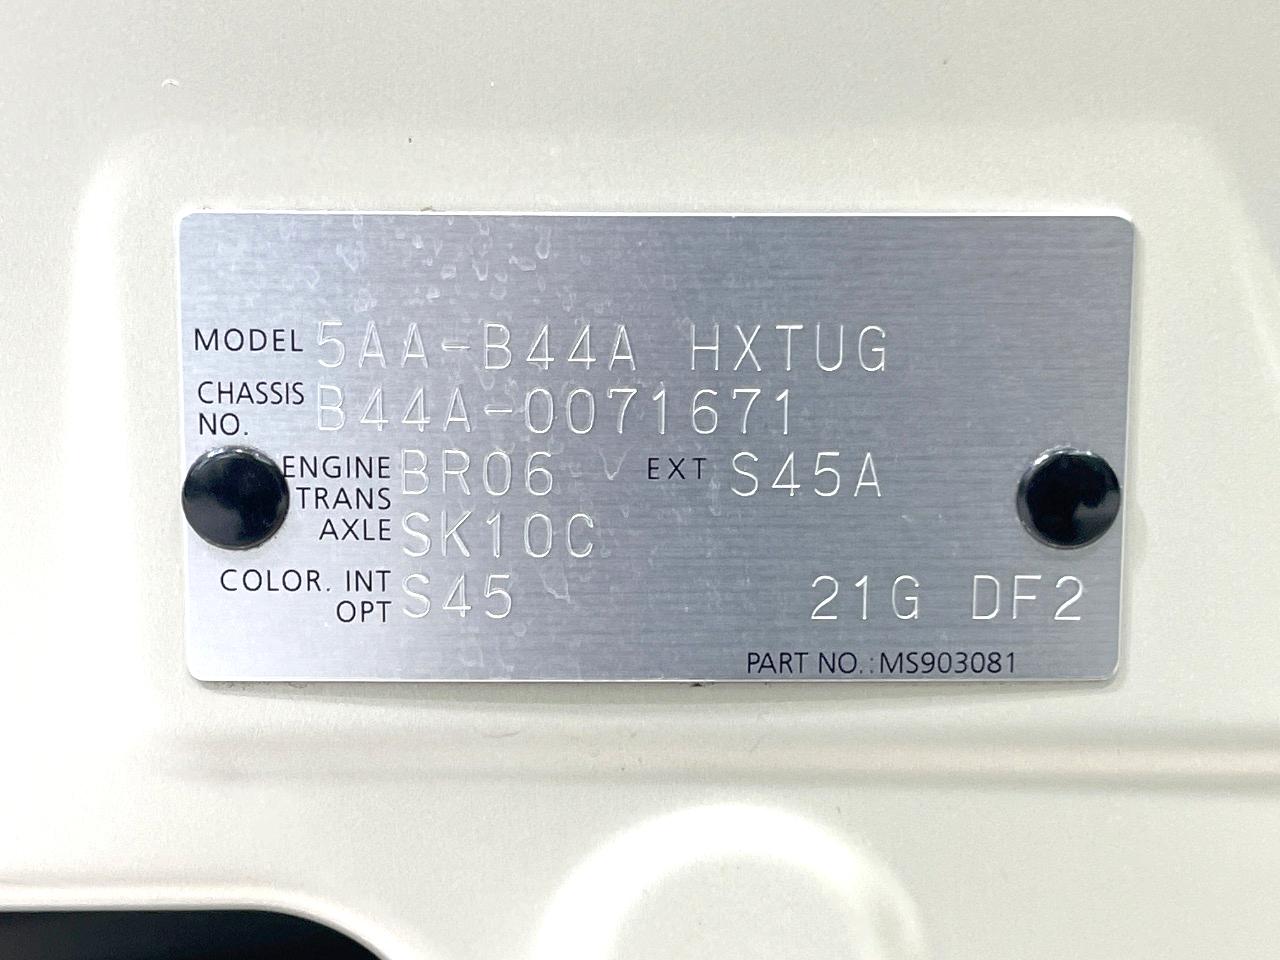 MODEL 5AA-B44A HXTUG
CHASSIS NO. B44A-0071671
ENGINE BR06 EXT S45A
TRANS AXLE SK10C
COLOR. INT OPT S45 21G DF2
PART NO.:MS903081